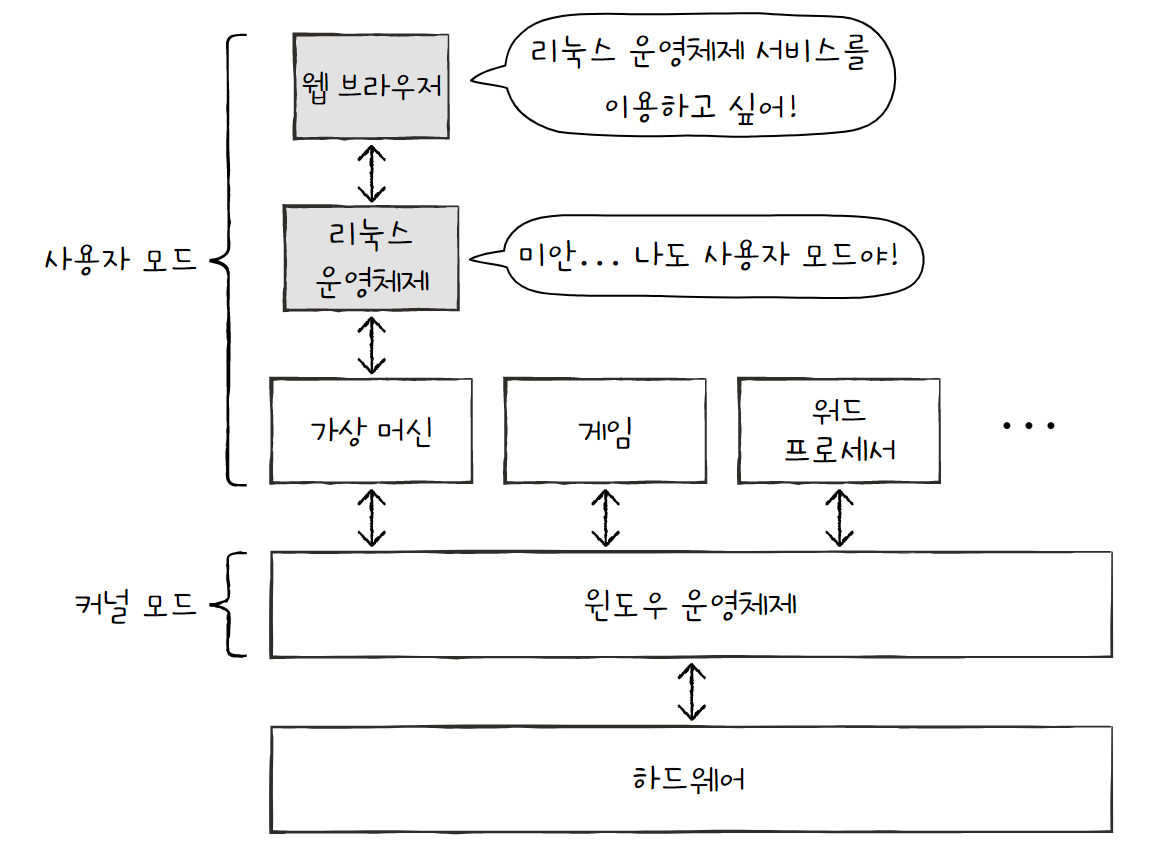 웹 브라우저
리눅스 운영체제 서비스를
이용하고 싶어!
사용자 모드
리눅스
운영체제
미안... 나도 사용자 모드야!
가상 머신
게임
워드
프로세서
...
커널 모드
윈도우 운영체제
하드웨어